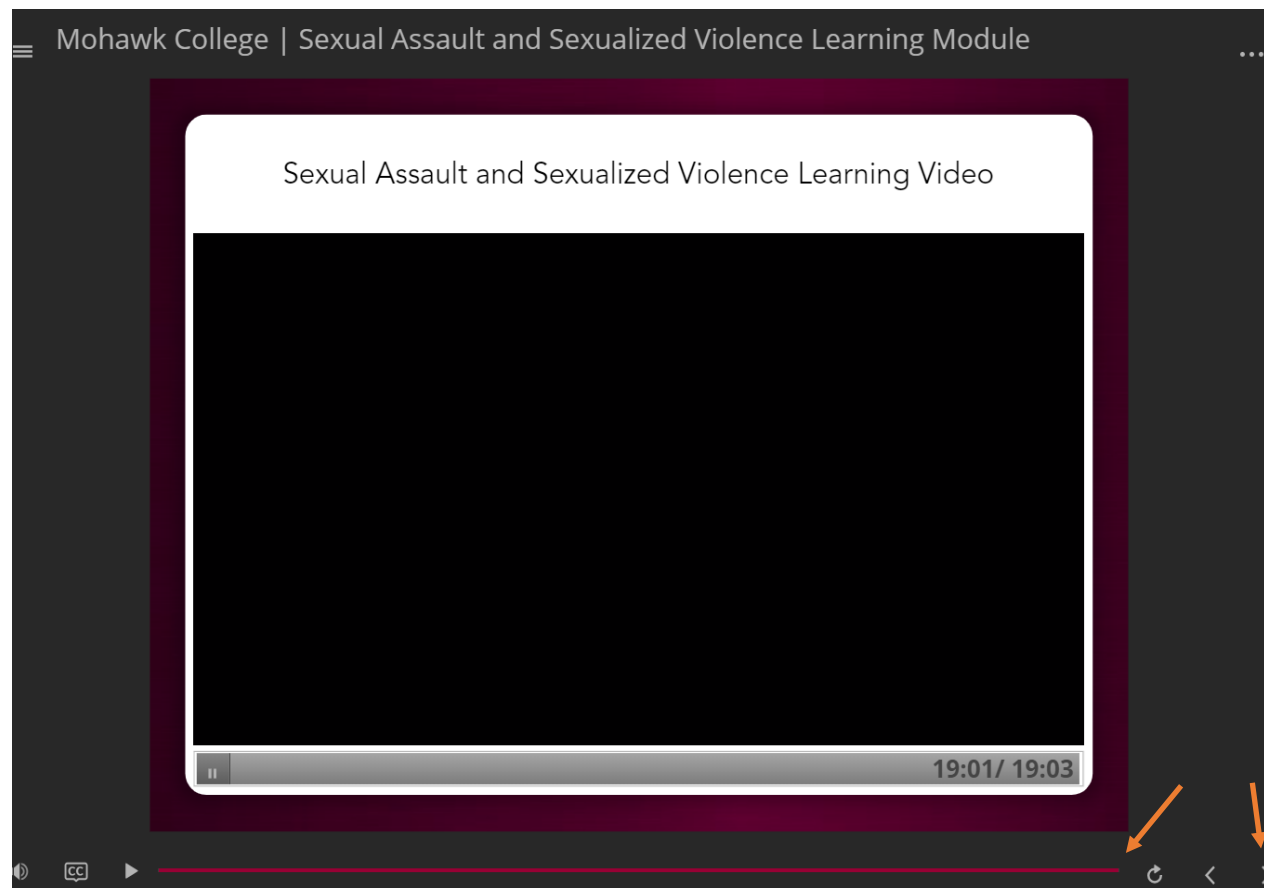 Mohawk College | Sexual Assault and Sexualized Violence Learning Module
Sexual Assault and Sexualized Violence Learning Video
19:01/ 19:03
CC